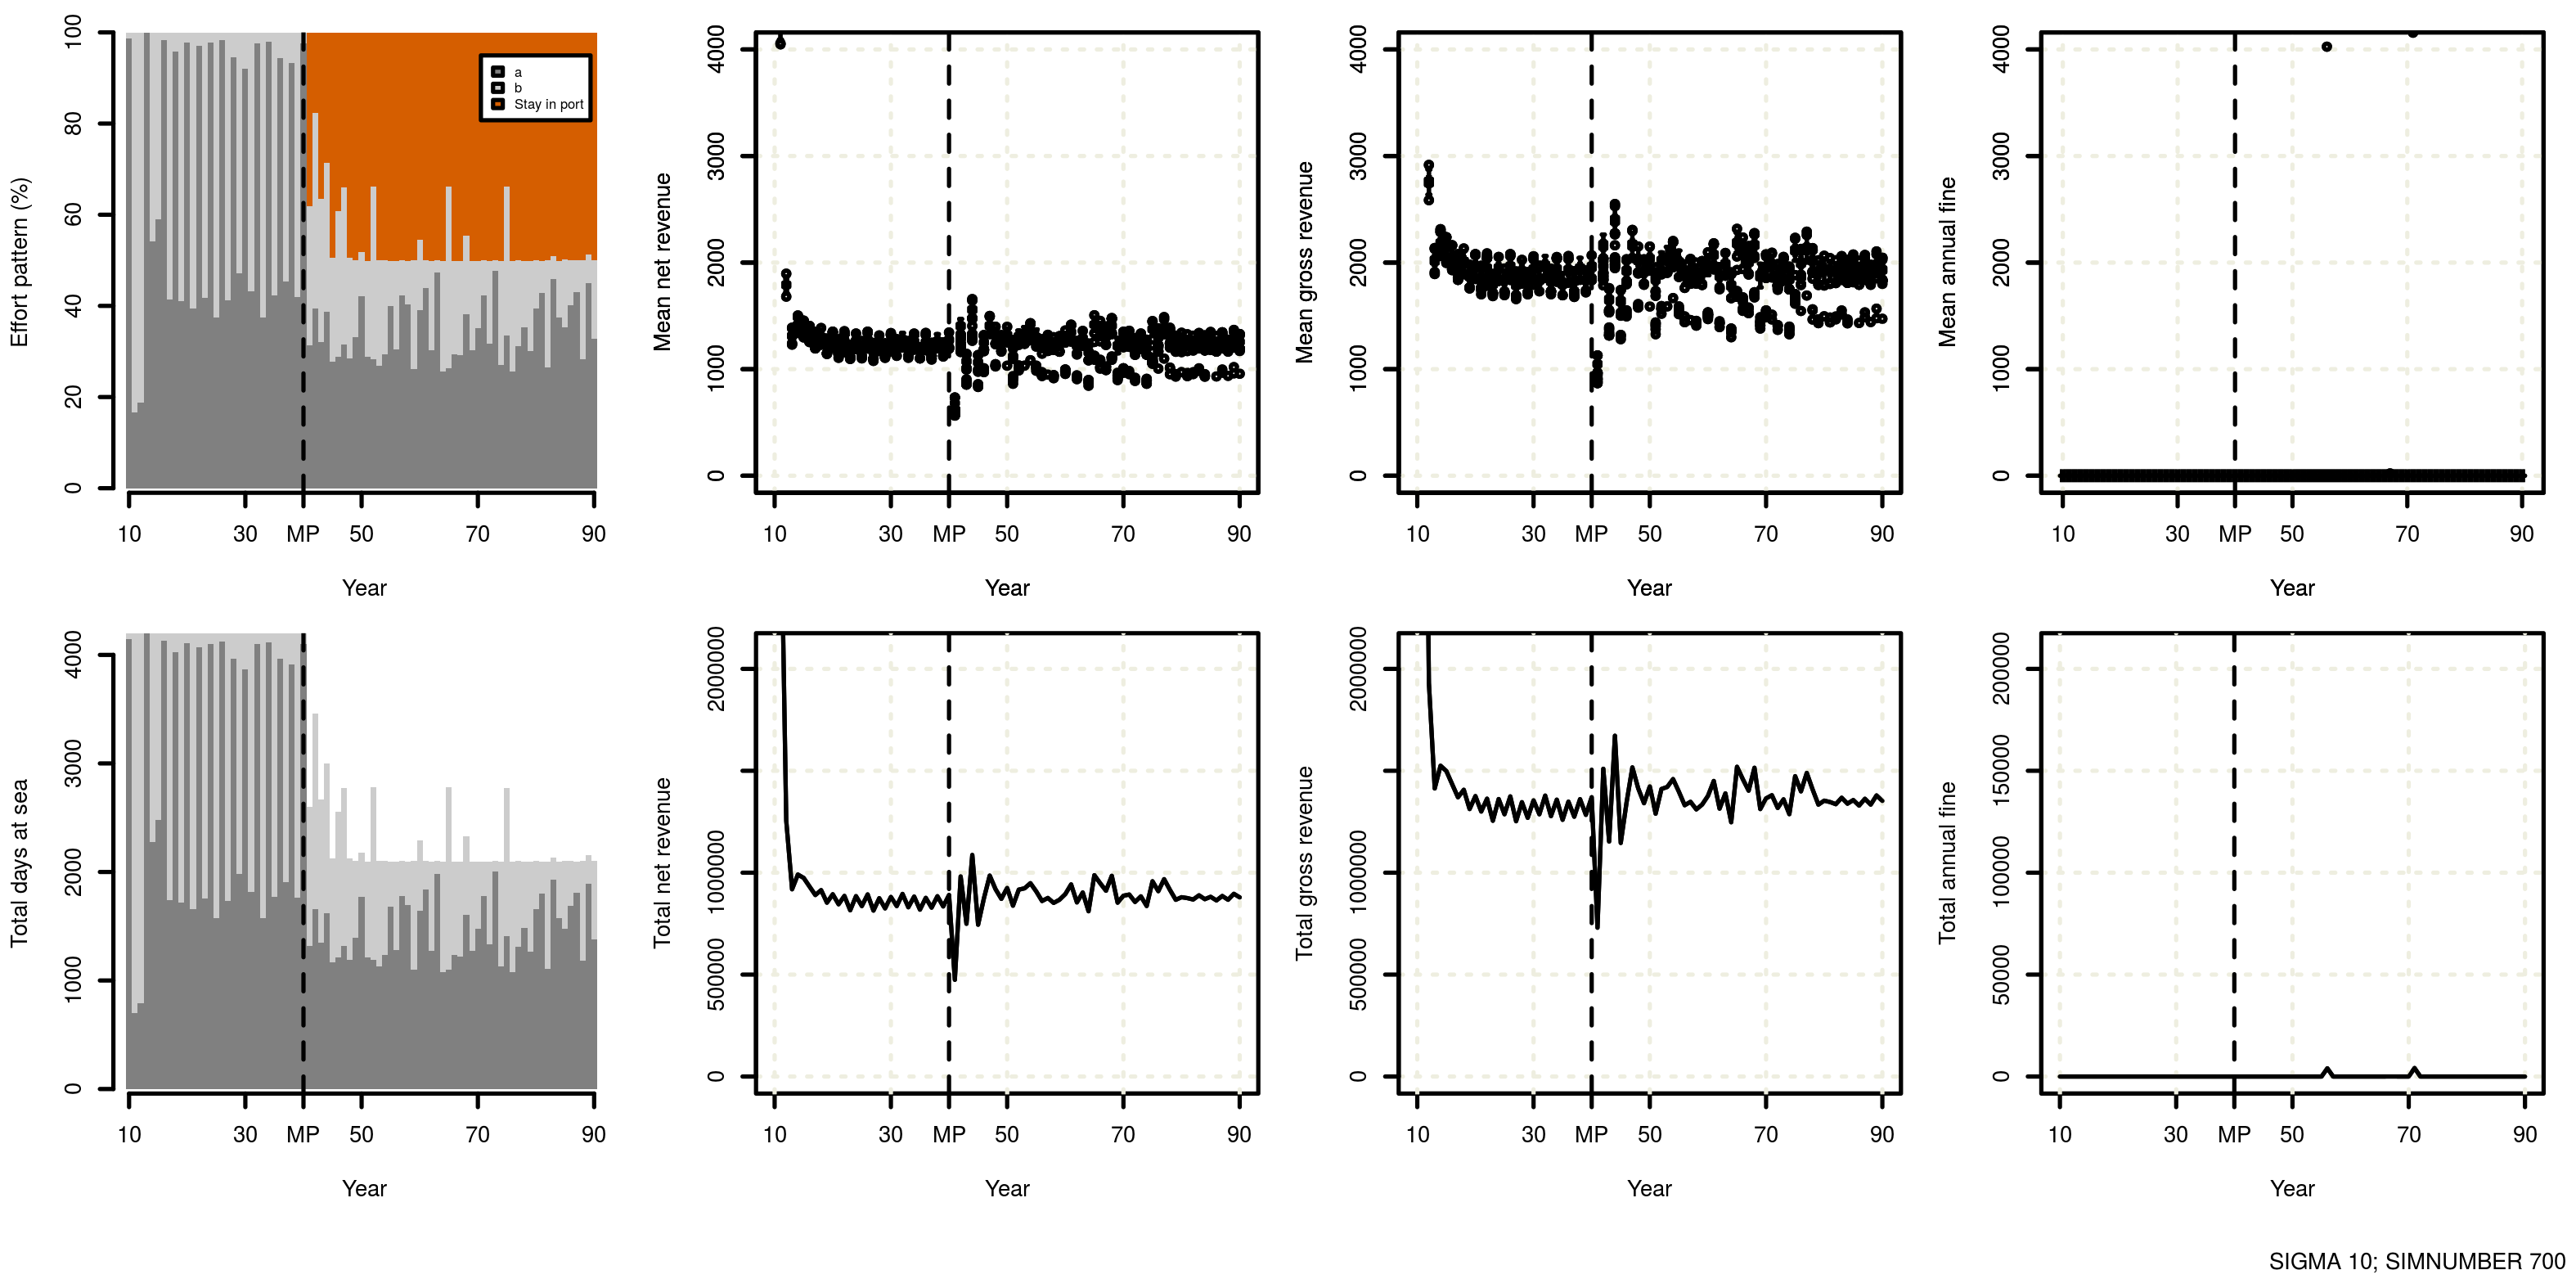 Effort pattern (%)
0 20 40 60 80 100
a
b
Stay in port
10 30 MP 50 70 90
Year
Mean net revenue
0 1000 2000 3000 4000
10 30 MP 50 70 90
Year
Mean gross revenue
0 1000 2000 3000 4000
10 30 MP 50 70 90
Year
Mean annual fine
0 1000 2000 3000 4000
10 30 MP 50 70 90
Year
Total days at sea
0 1000 2000 3000 4000
10 30 MP 50 70 90
Year
Total net revenue
0 500000 1000000 2000000
10 30 MP 50 70 90
Year
Total gross revenue
0 500000 1000000 2000000
10 30 MP 50 70 90
Year
Total annual fine
0 50000 100000 150000 200000
10 30 MP 50 70 90
Year
SIGMA 10; SIMNUMBER 700